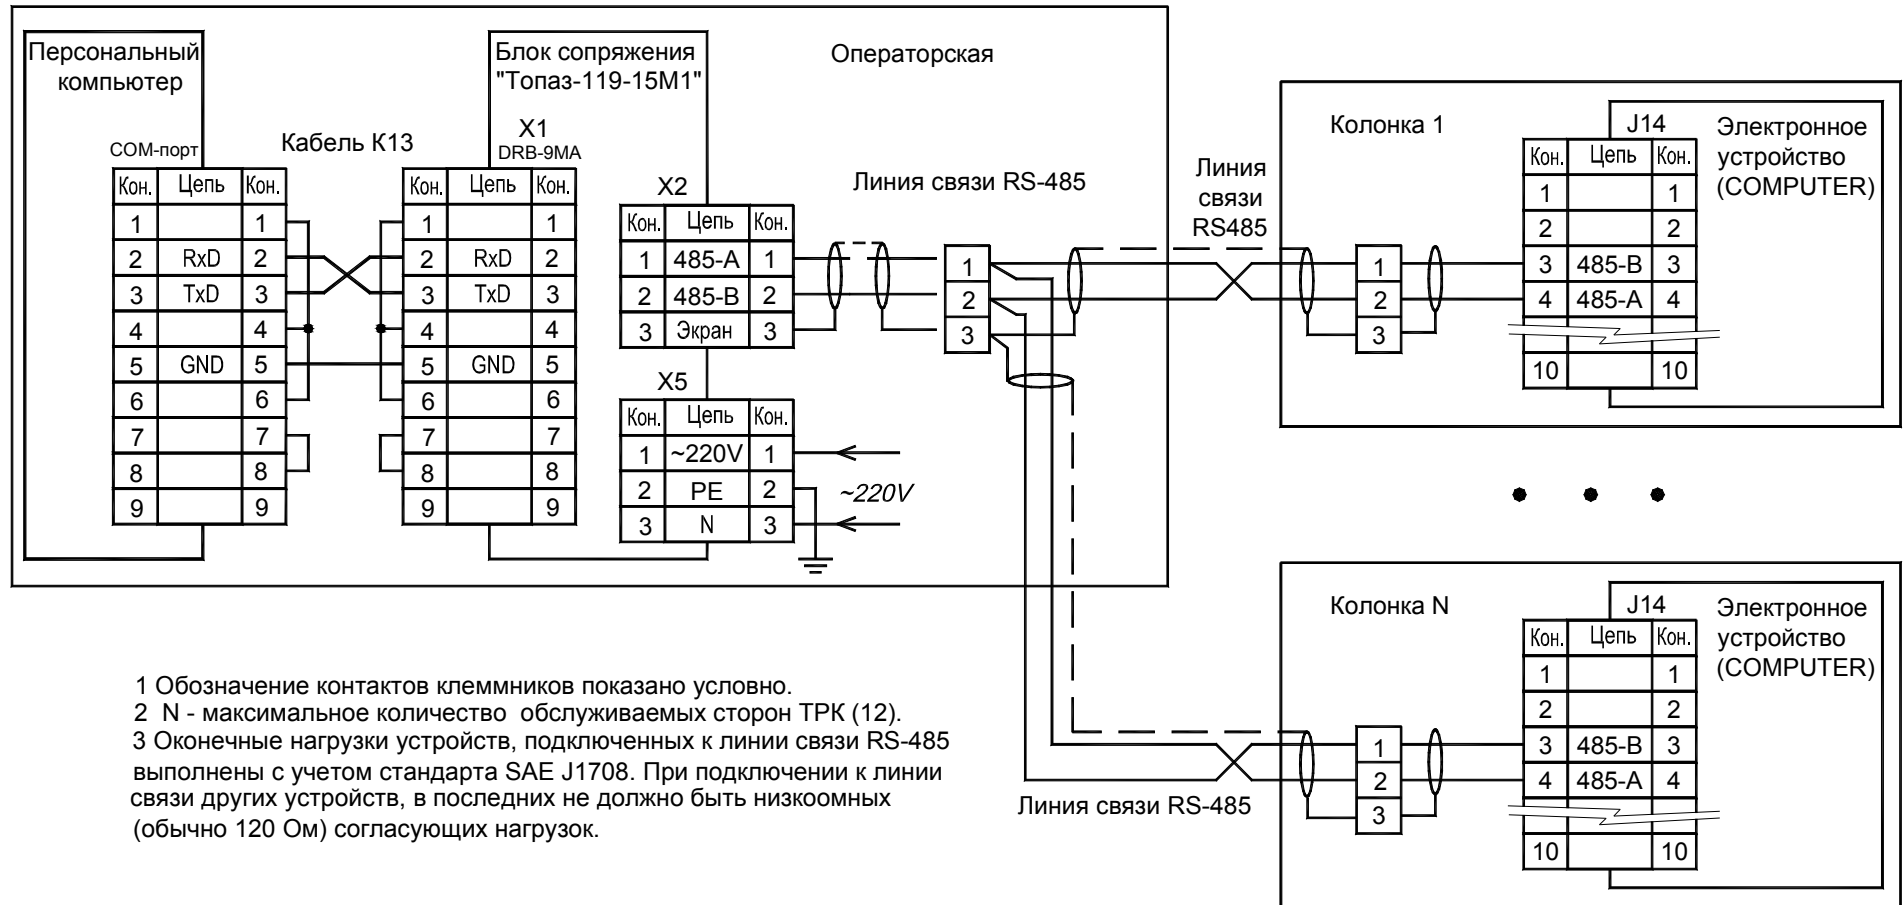 Персональный
компьютер
Блок сопряжения
"Топаз-119-15М1"
Операторская
COM-порт
Кабель К13
X1
DRB-9MA
Кон. Цепь Кон.
1 1
2 RxD 2
3 TxD 3
4 4
5 GND 5
6 6
7 7
8 8
9 9
Кон. Цепь Кон.
1 1
2 RxD 2
3 TxD 3
4 4
5 GND 5
6 6
7 7
8 8
9 9
X2
Кон. Цепь Кон.
1 485-A 1
2 485-B 2
3 Экран 3
X5
Кон. Цепь Кон.
1 ~220V 1
2 PE 2
3 N 3
~220V
Линия связи RS-485
1
2
3
Линия
связи
RS485
Колонка 1
1
2
3
J14
Кон. Цепь Кон.
1 1
2 2
3 485-B 3
4 485-A 4
10 10
Электронное
устройство
(COMPUTER)
Колонка N
1
2
3
J14
Кон. Цепь Кон.
1 1
2 2
3 485-B 3
4 485-A 4
10 10
Электронное
устройство
(COMPUTER)
Линия связи RS-485
1 Обозначение контактов клеммников показано условно.
2 N - максимальное количество обслуживаемых сторон ТРК (12).
3 Оконечные нагрузки устройств, подключенных к линии связи RS-485
выполнены с учетом стандарта SAE J1708. При подключении к линии
связи других устройств, в последних не должно быть низкоомных
(обычно 120 Ом) согласующих нагрузок.